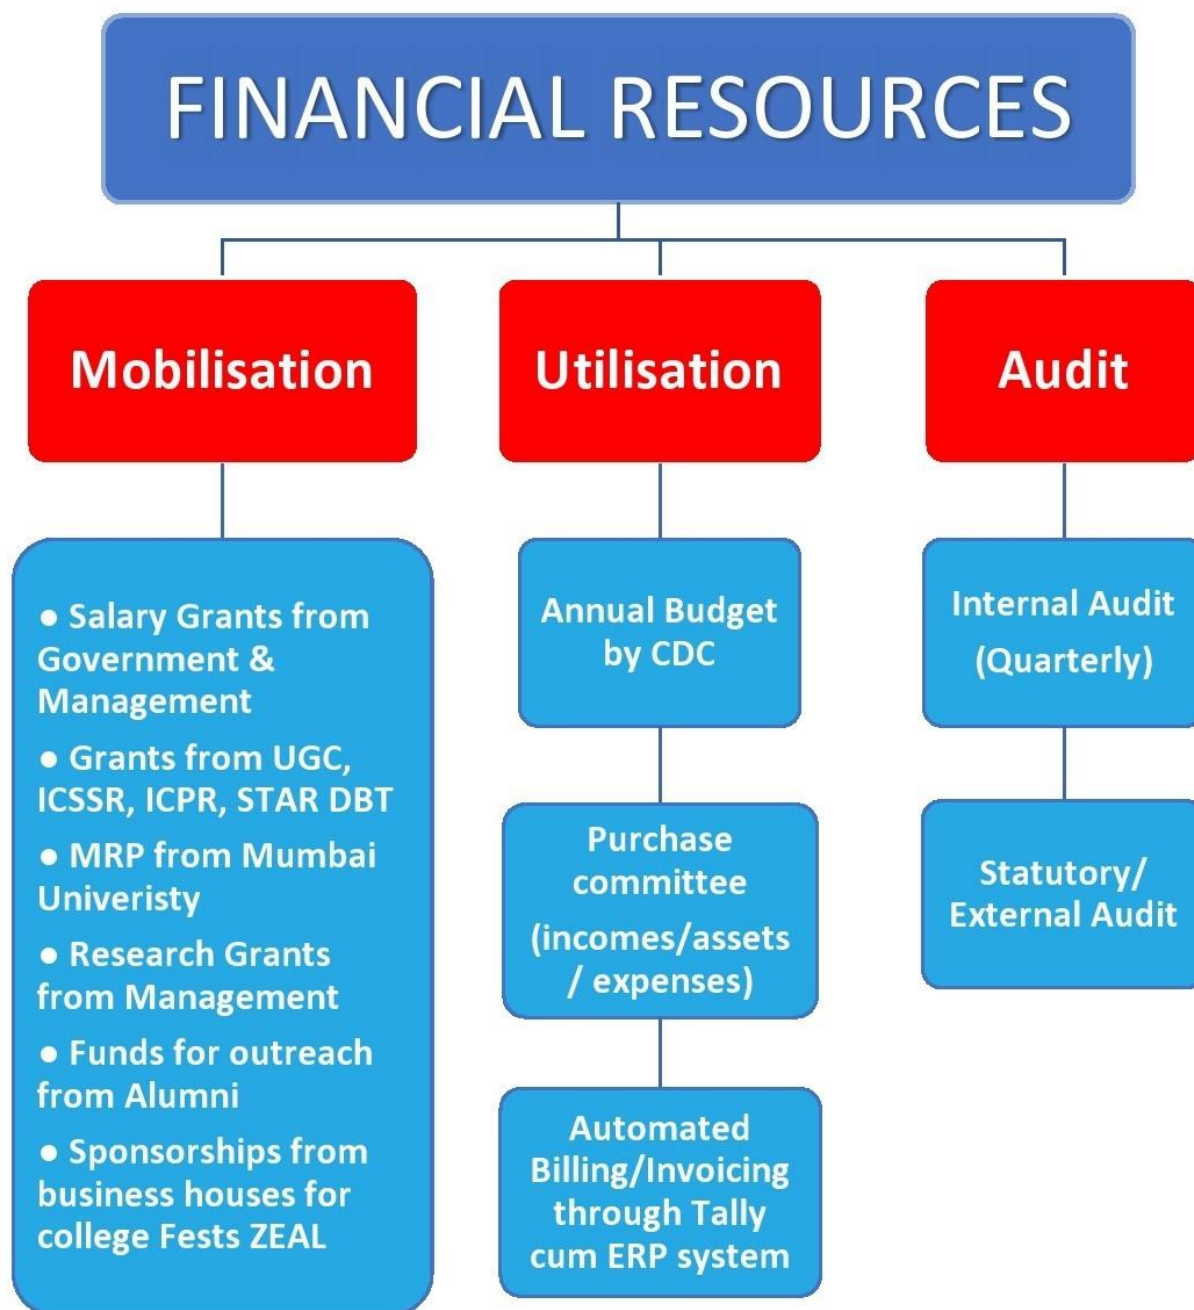 FINANCIAL RESOURCES
Mobilisation
● Salary Grants from
Government &
Management
● Grants from UGC,
ICSSR, ICPR, STAR DBT
● MRP from Mumbai
Univeristy
● Research Grants
from Management
● Funds for outreach
from Alumni
● Sponsorships from
business houses for
college Fests ZEAL
Utilisation
Annual Budget
by CDC
Purchase
committee
(incomes/assets
/ expenses)
Automated
Billing/Invoicing
through Tally
cum ERP system
Audit
Internal Audit
(Quarterly)
Statutory/
External Audit